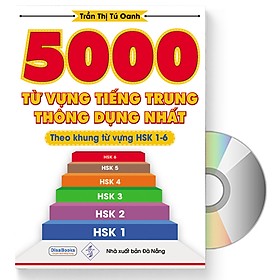 Trần Thị Tú Oanh
5000
TỪ VỰNG TIẾNG TRUNG
THÔNG DỤNG NHẤT
Theo khung từ vựng HSK 1-6
HSK 6
HSK 5
HSK 4
HSK 3
HSK 2
HSK 1
DinaBooks
Nhà xuất bản Đà Nẵng